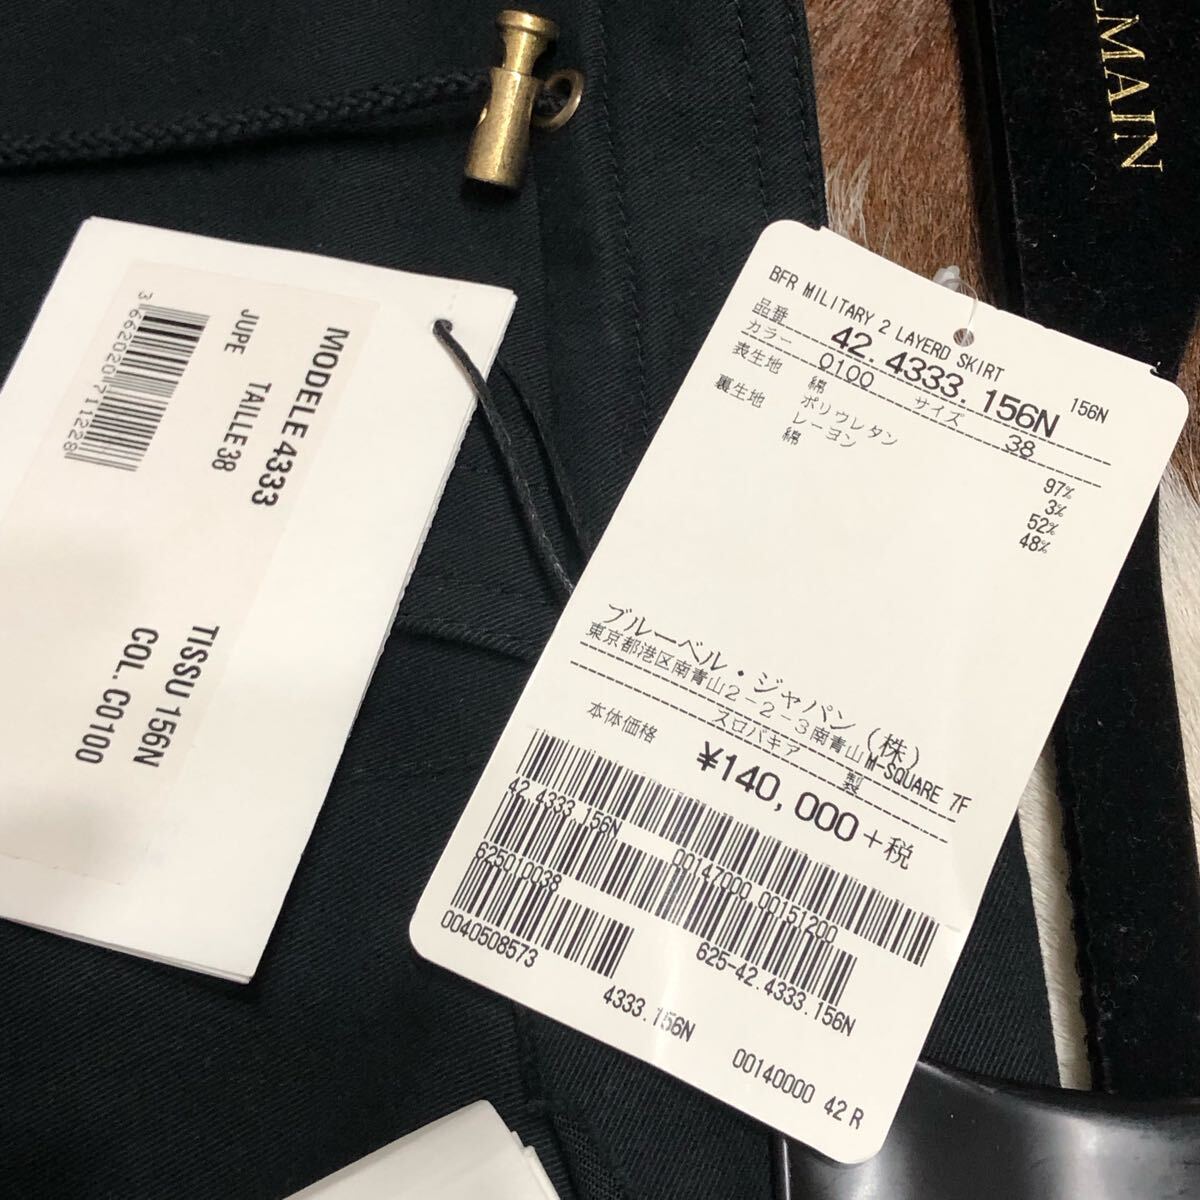 LMAIN
MODELE 4333
JUPE TAILLE38
3662020711228
TISSU 156N
COL. C0100
BFR MILITARY 2 LAYERD SKIRT 156N
品番 42.4333.156N
カラー 0100 サイズ 38
表生地 綿 97%
ポリウレタン 3%
裏生地 レーヨン 52%
綿 48%
ブルーベル・ジャパン(株)
東京都港区南青山2-2-3南青山M-SQUARE 7F
スロバキア 製
本体価格 ¥140,000+税
42.4333.156N 00147000 00151200
625010038 625-42.4333.156N
0040508573 4333.156N
00140000 42 R